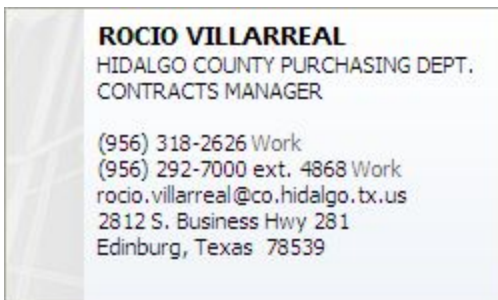 ROCIO VILLARREAL
HIDALGO COUNTY PURCHASING DEPT.
CONTRACTS MANAGER
(956) 318-2626 Work
(956) 292-7000 ext. 4868 Work
rocio.villarreal@co.hidalgo.tx.us
2812 S. Business Hwy 281
Edinburg, Texas 78539